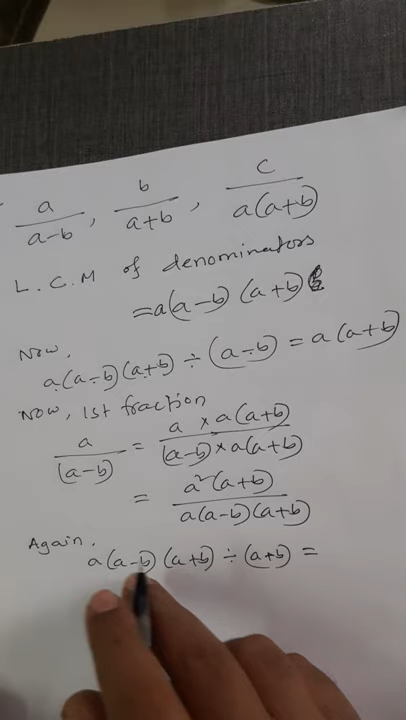 a/(a-b), b/(a+b), c/(a(a+b))
L.C.M of denominators
= a(a-b) (a+b)
Now,
a(a-b)(a+b) ÷ (a-b) = a(a+b)
Now, 1st fraction
a/(a-b) = (a × a(a+b))/((a-b) × a(a+b))
= a²(a+b)/(a(a-b)(a+b))
Again,
a(a-b)(a+b) ÷ (a+b) =